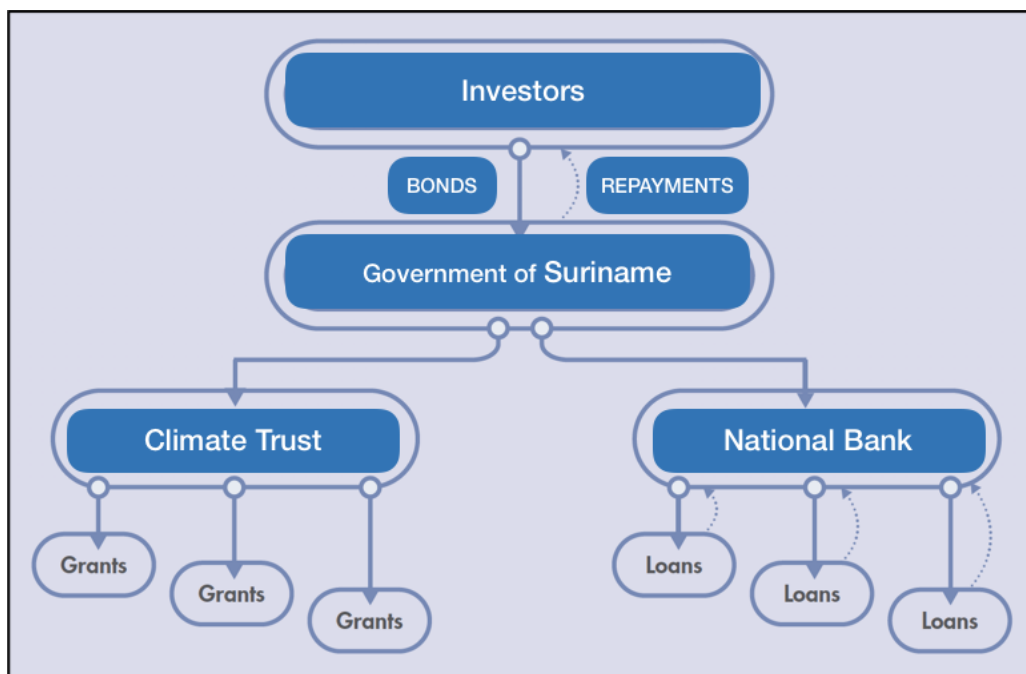 Investors
BONDS
REPAYMENTS
Government of Suriname
Climate Trust
National Bank
Grants
Grants
Grants
Loans
Loans
Loans